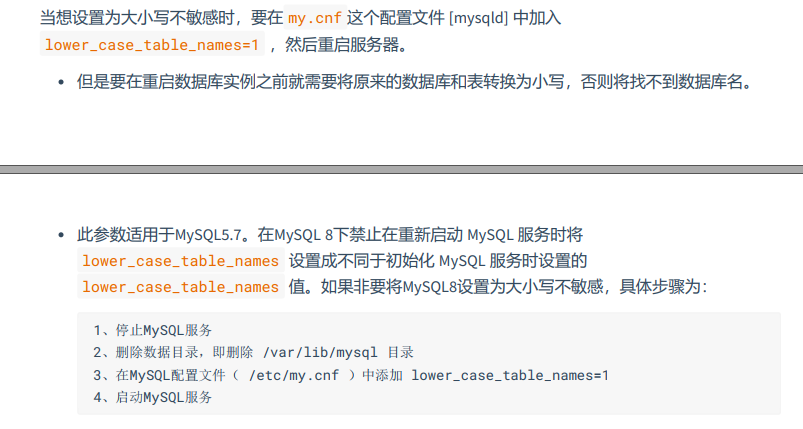 当想设置为大小写不敏感时，要在 my.cnf 这个配置文件 [mysqld] 中加入
lower_case_table_names=1 ，然后重启服务器。
• 但是要在重启数据库实例之前就需要将原来的数据库和表转换为小写，否则将找不到数据库名。
• 此参数适用于MySQL5.7。在MySQL 8下禁止在重新启动 MySQL 服务时将
lower_case_table_names 设置成不同于初始化 MySQL 服务时设置的
lower_case_table_names 值。如果非要将MySQL8设置为大小写不敏感，具体步骤为：
1、停止MySQL服务
2、删除数据目录，即删除 /var/lib/mysql 目录
3、在MySQL配置文件（ /etc/my.cnf ）中添加 lower_case_table_names=1
4、启动MySQL服务